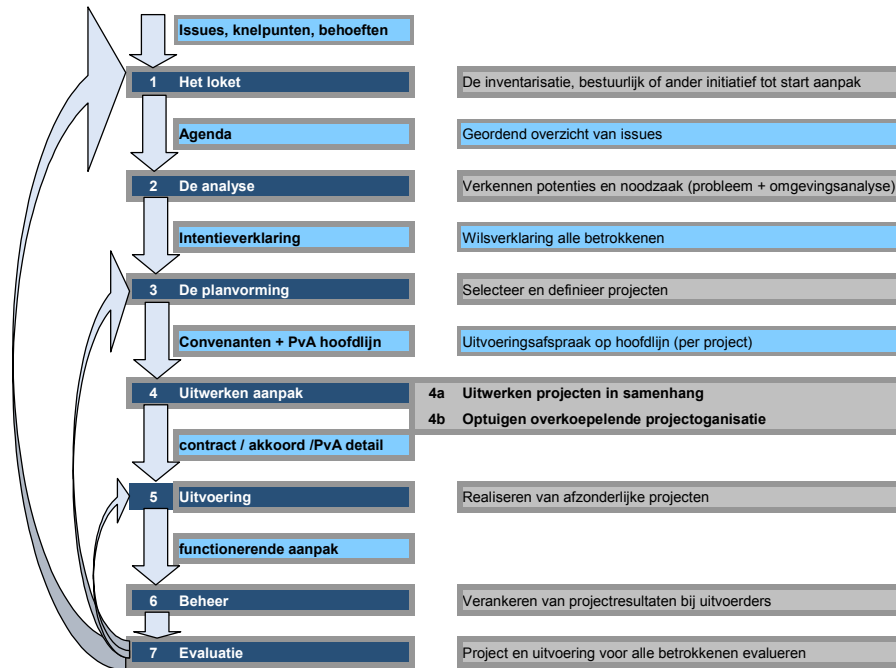 Issues, knelpunten, behoeften
1 Het loket De inventarisatie, bestuurlijk of ander initiatief tot start aanpak
Agenda Geordend overzicht van issues
2 De analyse Verkennen potenties en noodzaak (probleem + omgevingsanalyse)
Intentieverklaring Wilsverklaring alle betrokkenen
3 De planvorming Selecteer en definieer projecten
Convenanten + PvA hoofdlijn Uitvoeringsafspraak op hoofdlijn (per project)
4 Uitwerken aanpak 4a Uitwerken projecten in samenhang
4b Optuigen overkoepelende projectoganisatie
contract / akkoord /PvA detail
5 Uitvoering Realiseren van afzonderlijke projecten
functionerende aanpak
6 Beheer Verankeren van projectresultaten bij uitvoerders
7 Evaluatie Project en uitvoering voor alle betrokkenen evalueren